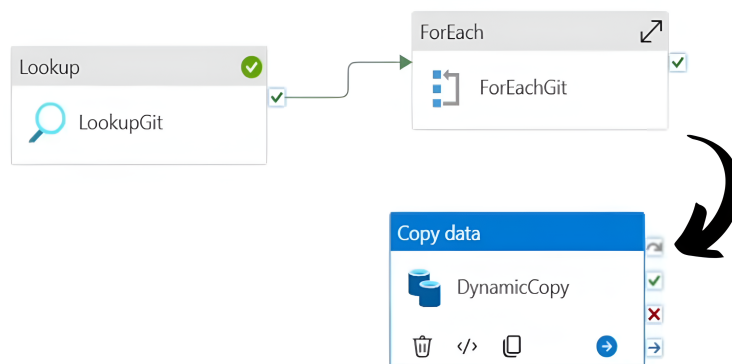 Lookup
LookupGit
ForEach
ForEachGit
Copy data
DynamicCopy